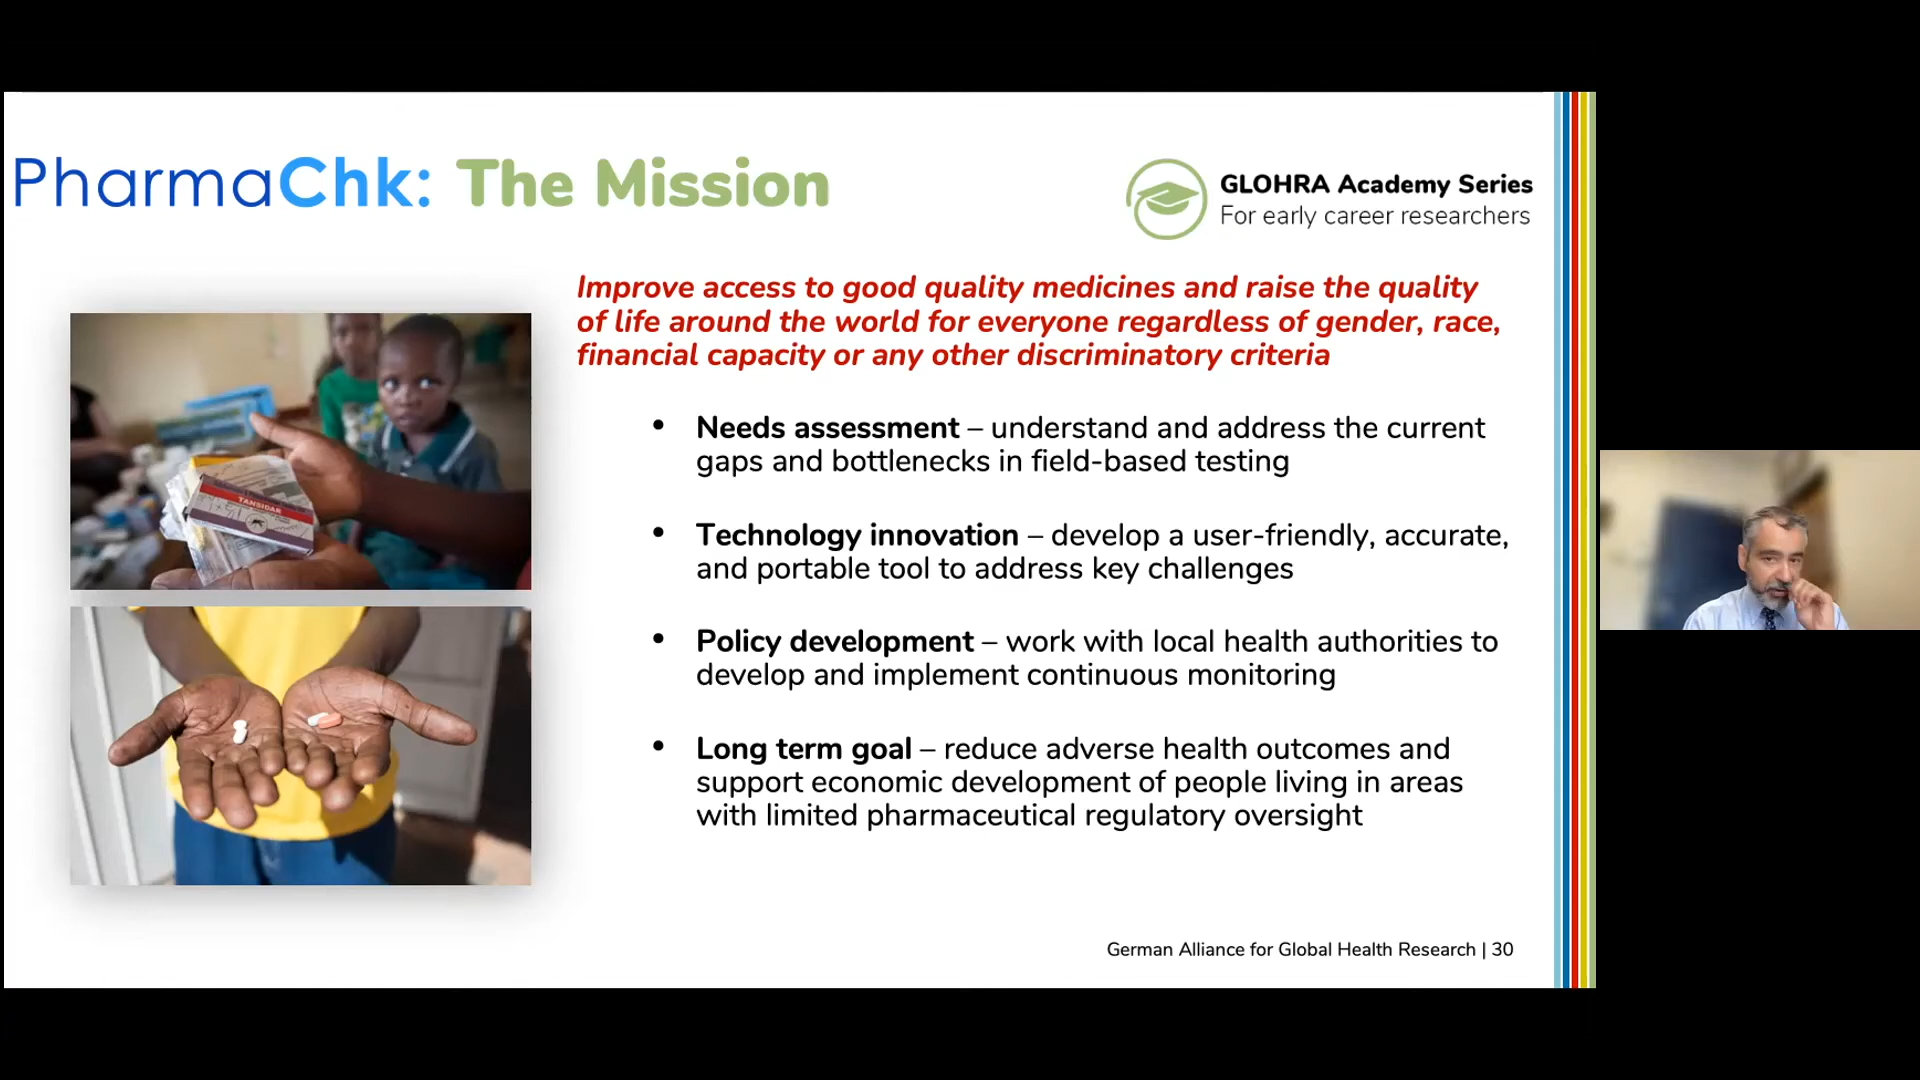 PharmaChk: The Mission
GLOHRA Academy Series
For early career researchers
Improve access to good quality medicines and raise the quality
of life around the world for everyone regardless of gender, race,
financial capacity or any other discriminatory criteria
• Needs assessment – understand and address the current
gaps and bottlenecks in field-based testing
• Technology innovation – develop a user-friendly, accurate,
and portable tool to address key challenges
• Policy development – work with local health authorities to
develop and implement continuous monitoring
• Long term goal – reduce adverse health outcomes and
support economic development of people living in areas
with limited pharmaceutical regulatory oversight
TANSIDAR
German Alliance for Global Health Research | 30